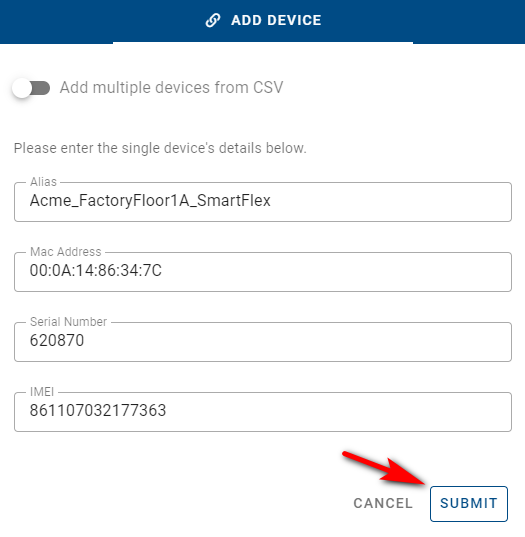 ADD DEVICE
Add multiple devices from CSV
Please enter the single device's details below.
Alias
Acme_FactoryFloor1A_SmartFlex
Mac Address
00:0A:14:86:34:7C
Serial Number
620870
IMEI
861107032177363
CANCEL SUBMIT